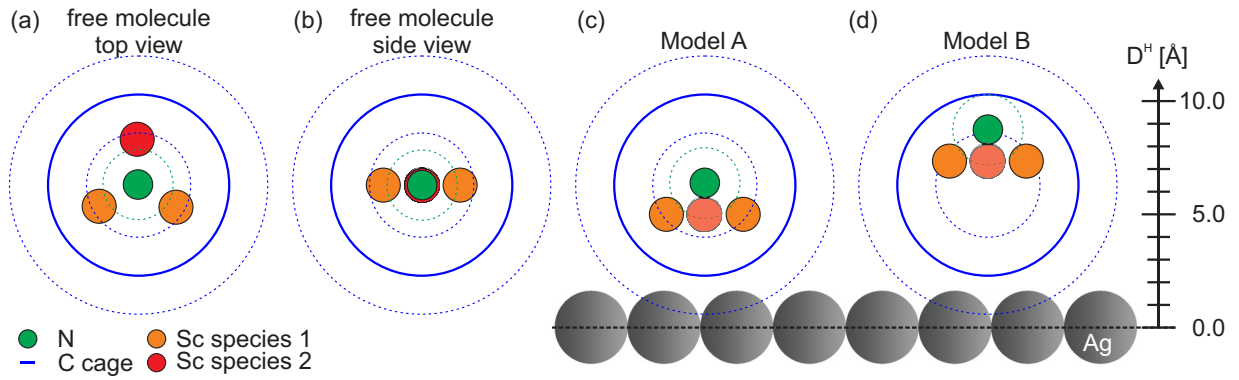 (a) free molecule
top view
(b) free molecule
side view
(c) Model A
(d) Model B
Dᴴ [Å]
10.0
5.0
0.0
Ag
N
C cage
Sc species 1
Sc species 2